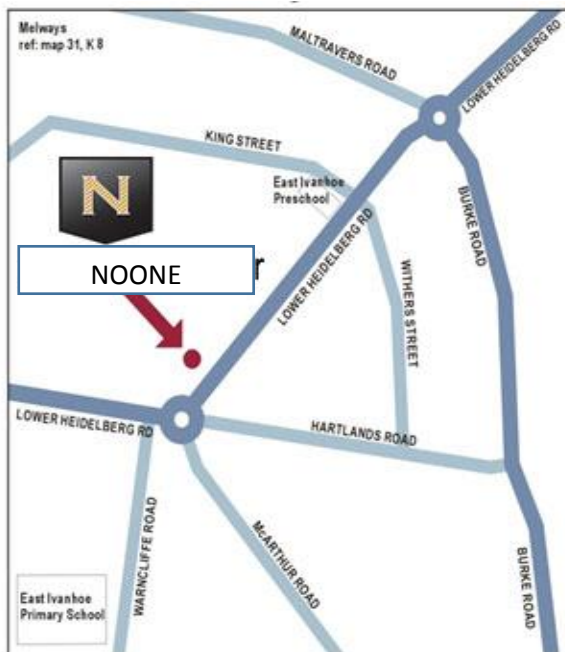 Melways
ref: map 31, K 8
MALTRAVERS ROAD
LOWER HEIDELBERG RD
KING STREET
East Ivanhoe
Preschool
N
BURKE ROAD
NOONE
r
LOWER HEIDELBERG RD
WITHERS STREET
LOWER HEIDELBERG RD
HARTLANDS ROAD
WARNCLIFFE ROAD
McARTHUR ROAD
BURKE ROAD
East Ivanhoe
Primary School